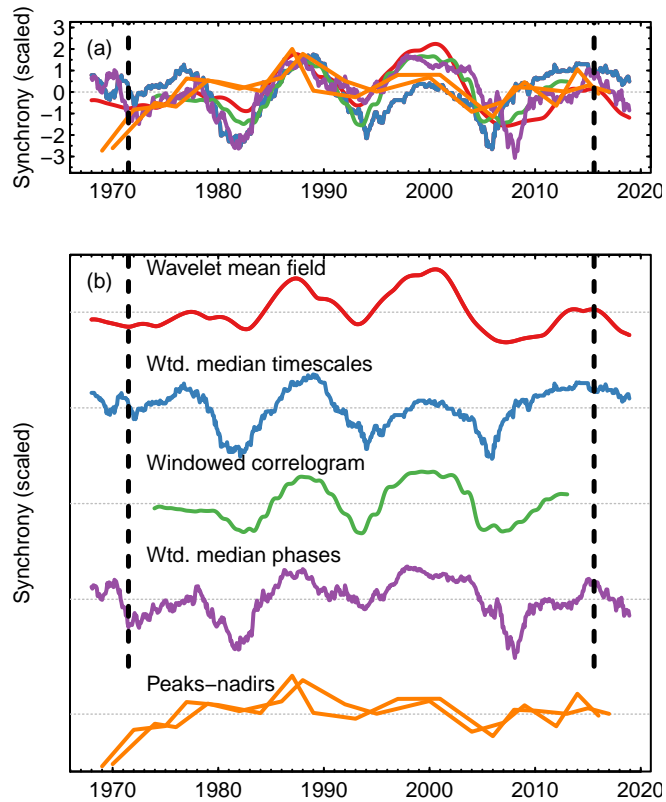 (a)
Synchrony (scaled)
3
2
1
0
−1
−2
−3
1970 1980 1990 2000 2010 2020
(b)
Wavelet mean field
Wtd. median timescales
Windowed correlogram
Wtd. median phases
Peaks−nadirs
Synchrony (scaled)
1970 1980 1990 2000 2010 2020